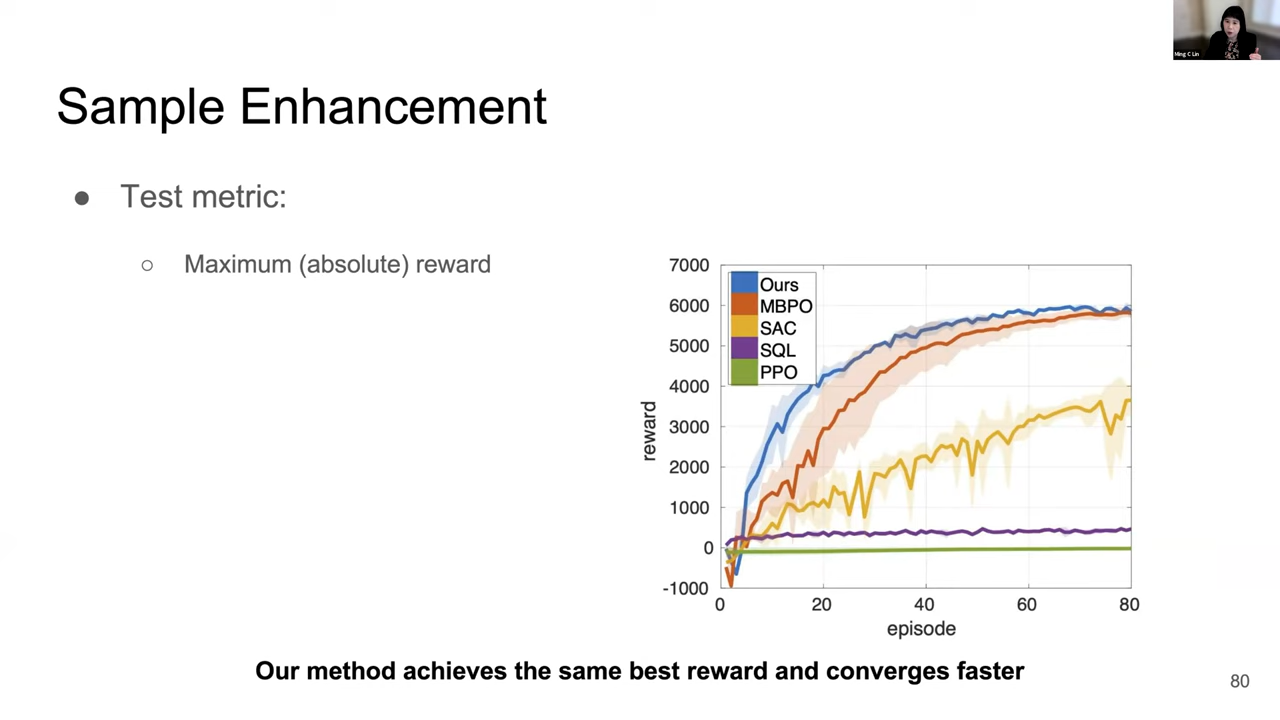 Ming C Lin
Sample Enhancement
● Test metric:
○ Maximum (absolute) reward
7000
6000
5000
4000
3000
2000
1000
0
-1000
reward
Ours
MBPO
SAC
SQL
PPO
0 20 40 60 80
episode
Our method achieves the same best reward and converges faster
80